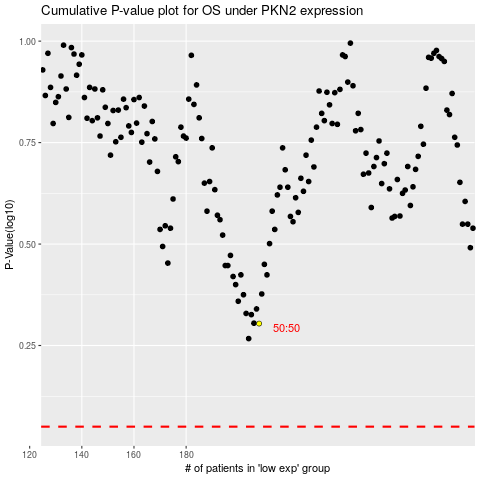 Cumulative P-value plot for OS under PKN2 expression
P-Value(log10)
1.00
0.75
0.50
0.25
50:50
120 140 160 180
# of patients in 'low exp' group